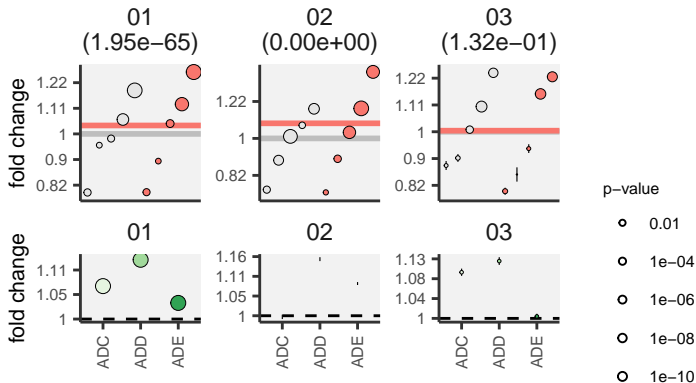 01
(1.95e−65)
02
(0.00e+00)
03
(1.32e−01)
fold change
1.22
1.11
1
0.9
0.82
1.22
1
0.82
1.22
1.11
1
0.9
0.82
01
02
03
fold change
1.11
1.05
1
1.16
1.11
1.05
1
1.13
1.08
1.04
1
ADC
ADD
ADE
ADC
ADD
ADE
ADC
ADD
ADE
p−value
0.01
1e−04
1e−06
1e−08
1e−10